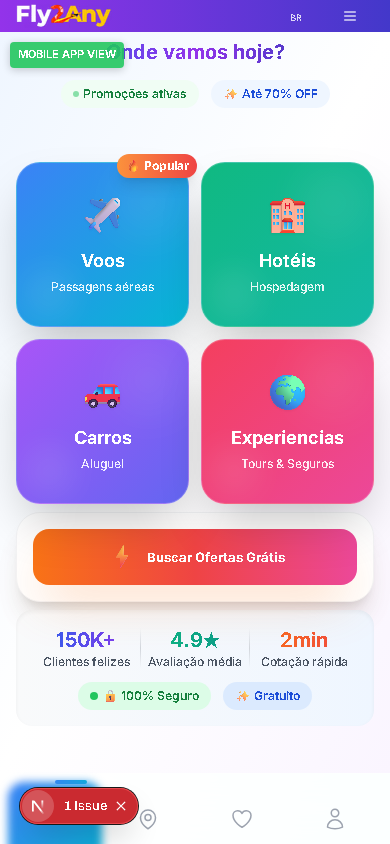 Fly2Any
BR
MOBILE APP VIEW
nde vamos hoje?
Promoções ativas
✨ Até 70% OFF
🔥 Popular
Voos
Passagens aéreas
Hotéis
Hospedagem
Carros
Aluguel
Experiencias
Tours & Seguros
Buscar Ofertas Grátis
150K+
Clientes felizes
4.9★
Avaliação média
2min
Cotação rápida
🔒 100% Seguro
✨ Gratuito
N
1 Issue